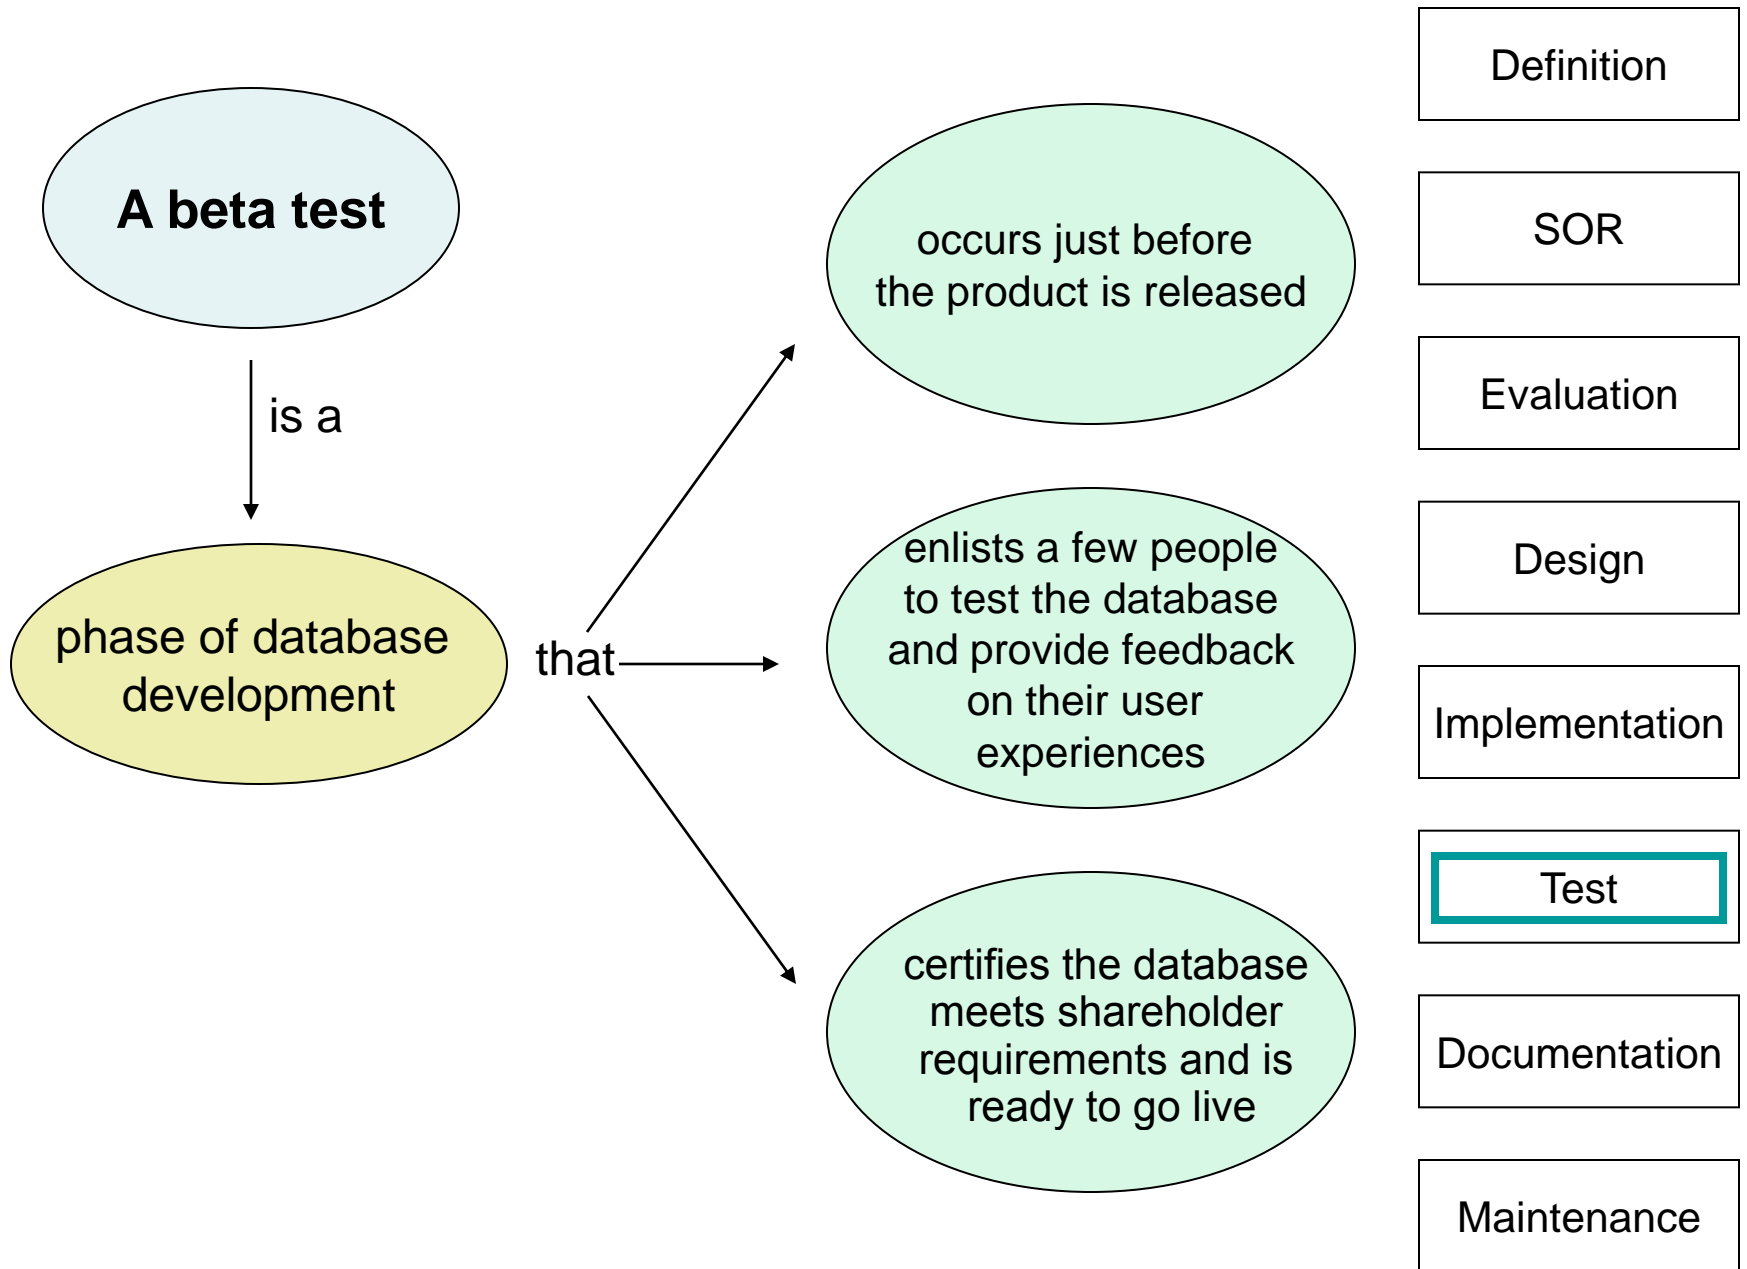 A beta test
is a
phase of database
development
that
occurs just before
the product is released
enlists a few people
to test the database
and provide feedback
on their user
experiences
certifies the database
meets shareholder
requirements and is
ready to go live
Definition
SOR
Evaluation
Design
Implementation
Test
Documentation
Maintenance